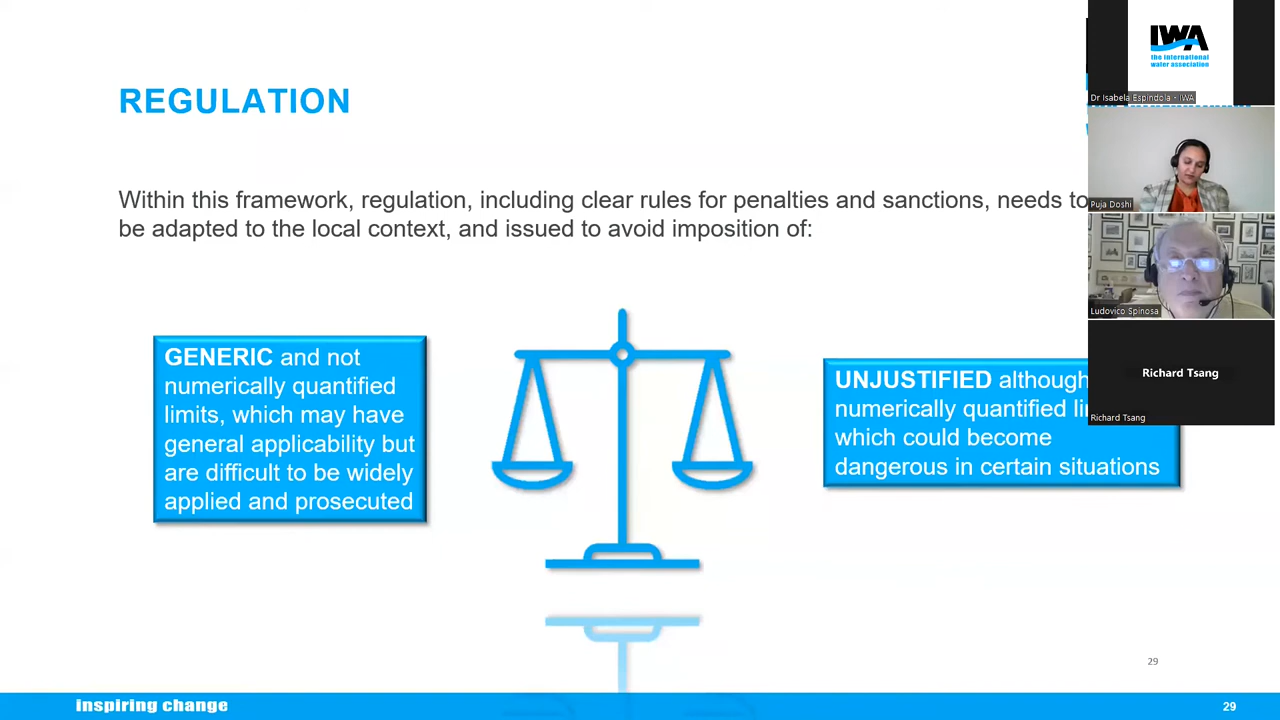 REGULATION
Within this framework, regulation, including clear rules for penalties and sanctions, needs to
be adapted to the local context, and issued to avoid imposition of:
GENERIC and not
numerically quantified
limits, which may have
general applicability but
are difficult to be widely
applied and prosecuted
UNJUSTIFIED although
numerically quantified
which could become
dangerous in certain situations
IWA
the international
water association
Dr Isabela Espindola - IWA
Puja Doshi
Ludovico Spinosa
Richard Tsang
Richard Tsang
29
inspiring change
29